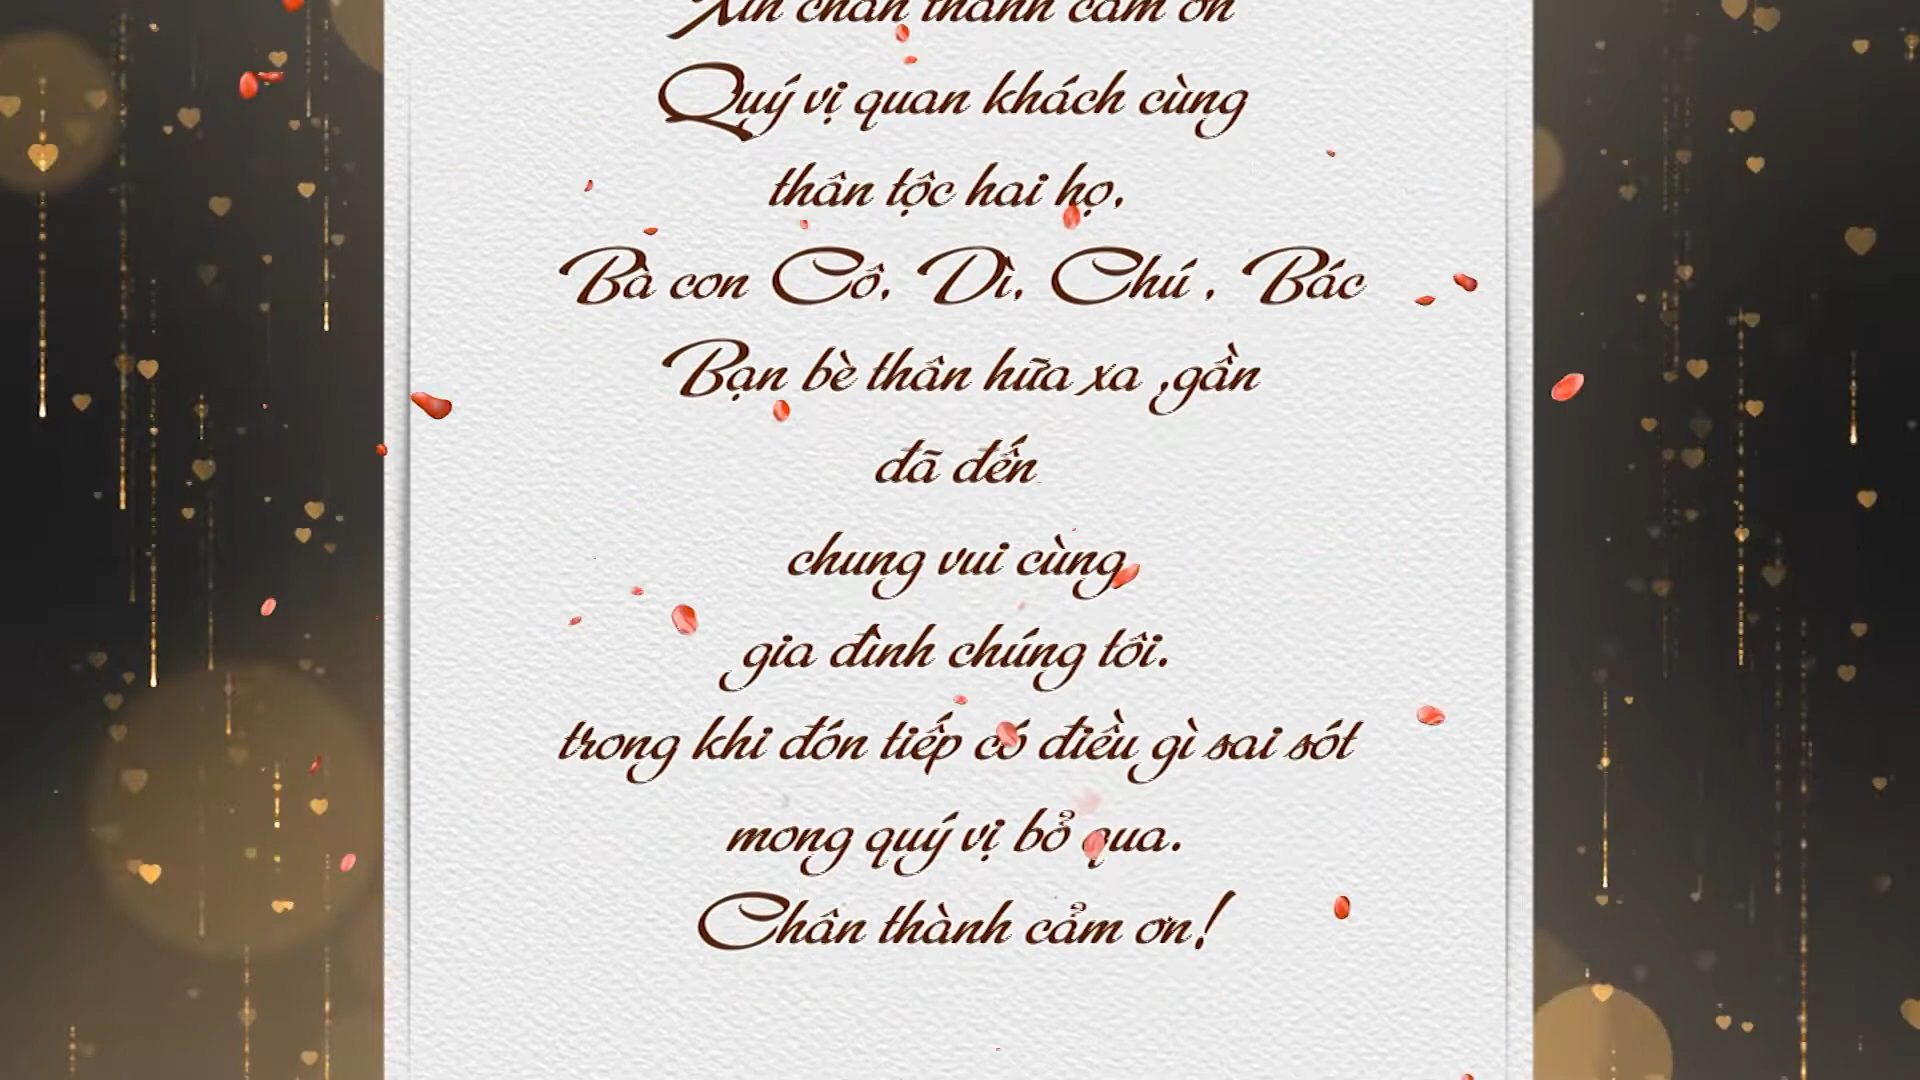 Xin chân thành cảm ơn
Quý vị quan khách cùng
thân tộc hai họ,
Bà con Cô, Dì, Chú , Bác
Bạn bè thân hữa xa ,gần
đã đến
chung vui cùng
gia đình chúng tôi.
trong khi đón tiếp có điều gì sai sót
mong quý vị bỏ qua.
Chân thành cảm ơn!